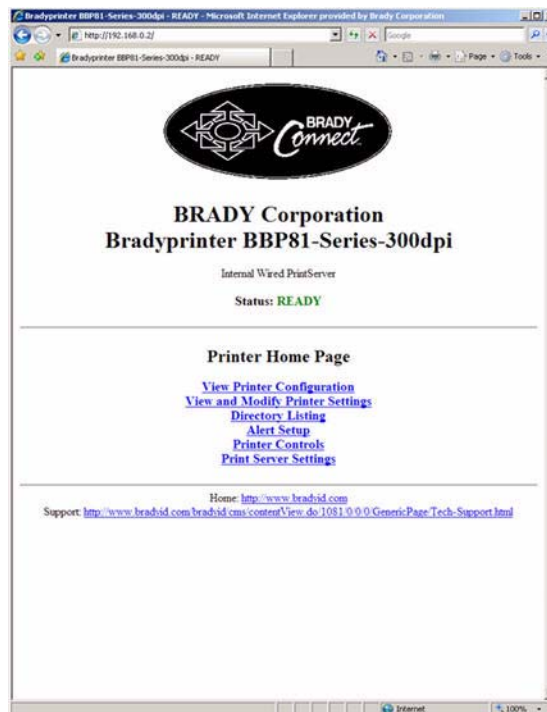 Bradyprinter BBP81-Series-300dpi - READY - Microsoft Internet Explorer provided by Brady Corporation
http://192.168.0.2/
Google
Bradyprinter BBP81-Series-300dpi - READY
Page
Tools
BRADY
Connect
BRADY Corporation
Bradyprinter BBP81-Series-300dpi
Internal Wired PrintServer
Status: READY
Printer Home Page
View Printer Configuration
View and Modify Printer Settings
Directory Listing
Alert Setup
Printer Controls
Print Server Settings
Home: http://www.bradyid.com
Support: http://www.bradyid.com/bradyid/cms/contentView.do/1081/0/0/0/GenericPage/Tech-Support.html
Internet
100%